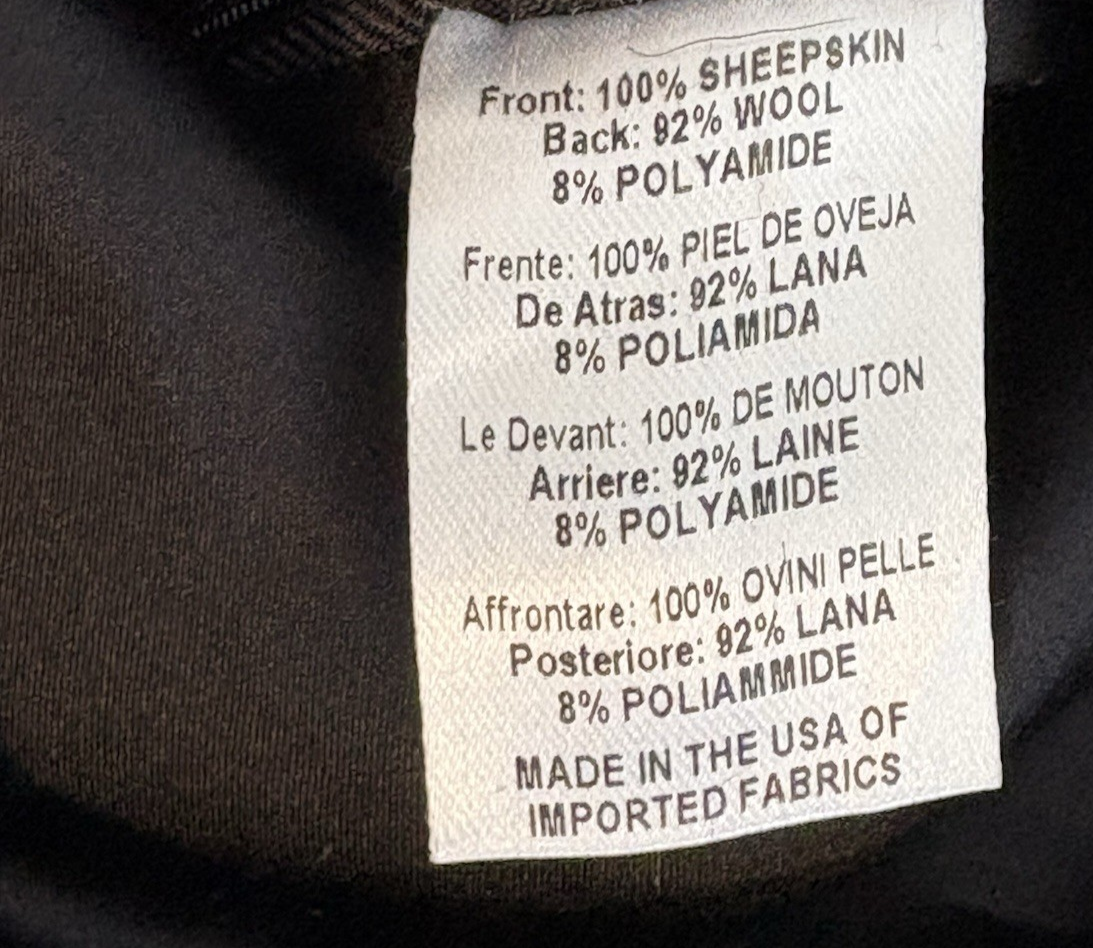 Front: 100% SHEEPSKIN
Back: 92% WOOL
8% POLYAMIDE
Frente: 100% PIEL DE OVEJA
De Atras: 92% LANA
8% POLIAMIDA
Le Devant: 100% DE MOUTON
Arriere: 92% LAINE
8% POLYAMIDE
Affrontare: 100% OVINI PELLE
Posteriore: 92% LANA
8% POLIAMMIDE
MADE IN THE USA OF
IMPORTED FABRICS